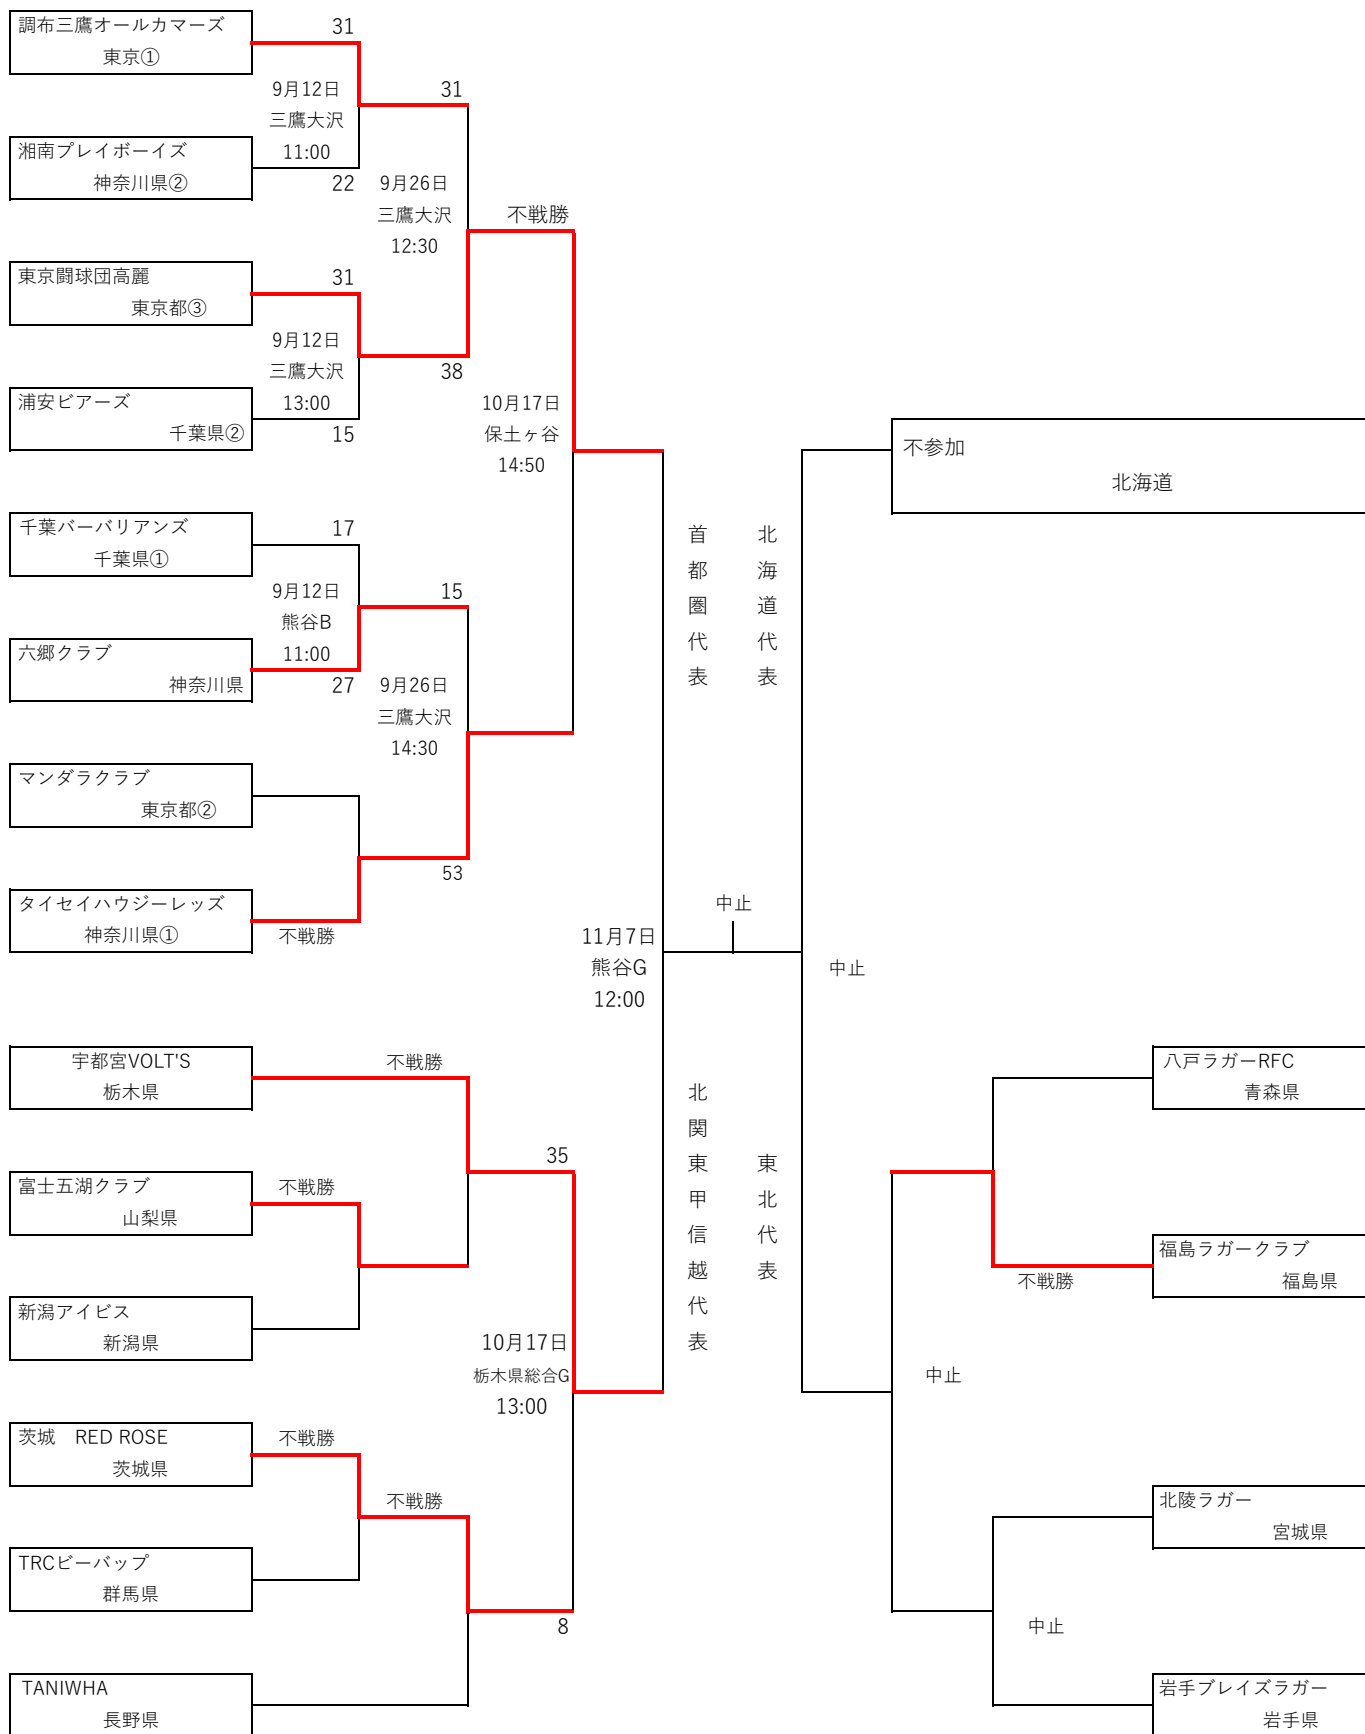 調布三鷹オールカマーズ
東京①
31
9月12日
三鷹大沢
11:00
湘南プレイボーイズ
神奈川県②
22
31
9月26日
三鷹大沢
12:30
不戦勝
東京闘球団高麗
東京都③
31
9月12日
三鷹大沢
13:00
38
浦安ビアーズ
千葉県②
15
10月17日
保土ヶ谷
14:50
千葉バーバリアンズ
千葉県①
17
9月12日
熊谷B
11:00
15
六郷クラブ
神奈川県
27
9月26日
三鷹大沢
14:30
マンダラクラブ
東京都②
53
タイセイハウジーレッズ
神奈川県①
不戦勝
11月7日
熊谷G
12:00
首都圏代表
北海道代表
中止
中止
不参加
北海道
宇都宮VOLT'S
栃木県
不戦勝
35
富士五湖クラブ
山梨県
不戦勝
新潟アイビス
新潟県
10月17日
栃木県総合G
13:00
茨城　RED ROSE
茨城県
不戦勝
不戦勝
TRCビーバップ
群馬県
8
TANIWHA
長野県
北関東甲信越代表
東北代表
八戸ラガーRFC
青森県
福島ラガークラブ
福島県
不戦勝
中止
北陵ラガー
宮城県
中止
岩手ブレイズラガー
岩手県